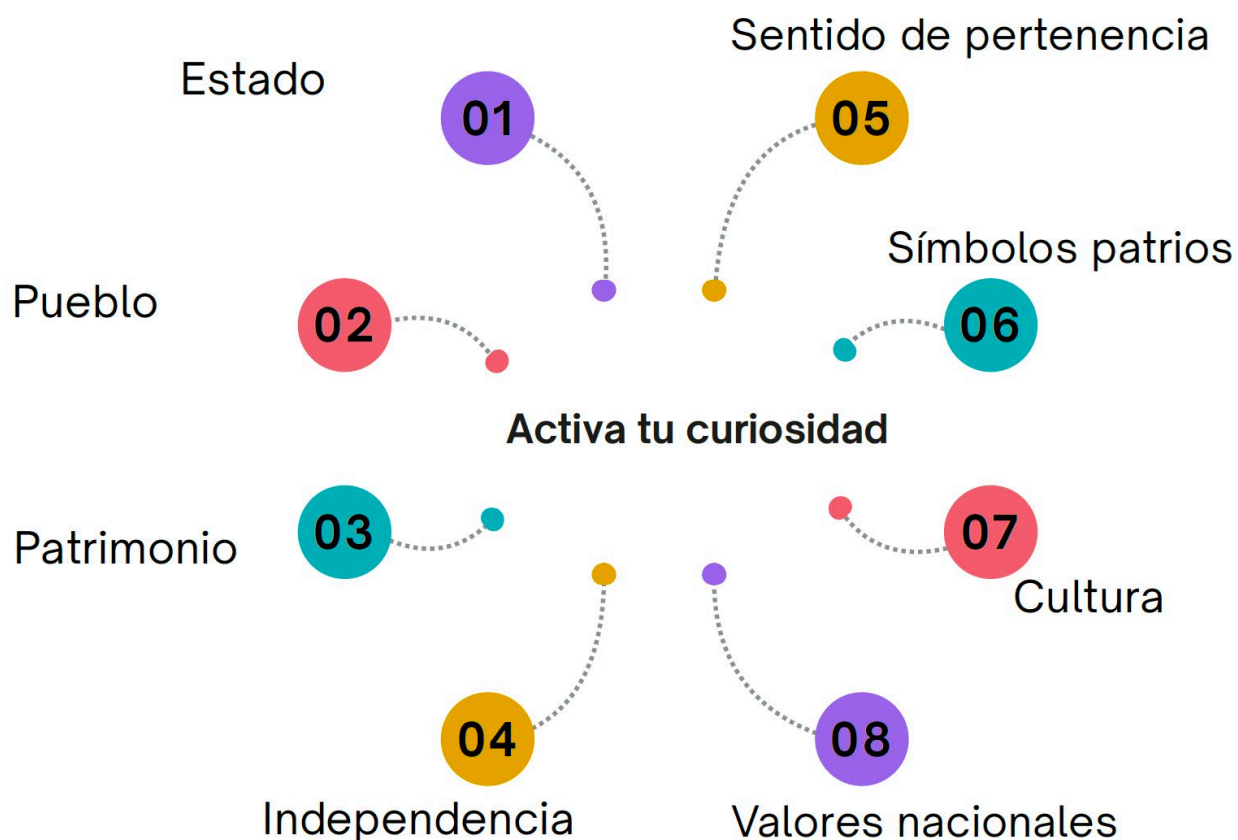 Estado
01
Pueblo
02
Patrimonio
03
04
Independencia
Activa tu curiosidad
Sentido de pertenencia
05
Símbolos patrios
06
07
Cultura
08
Valores nacionales